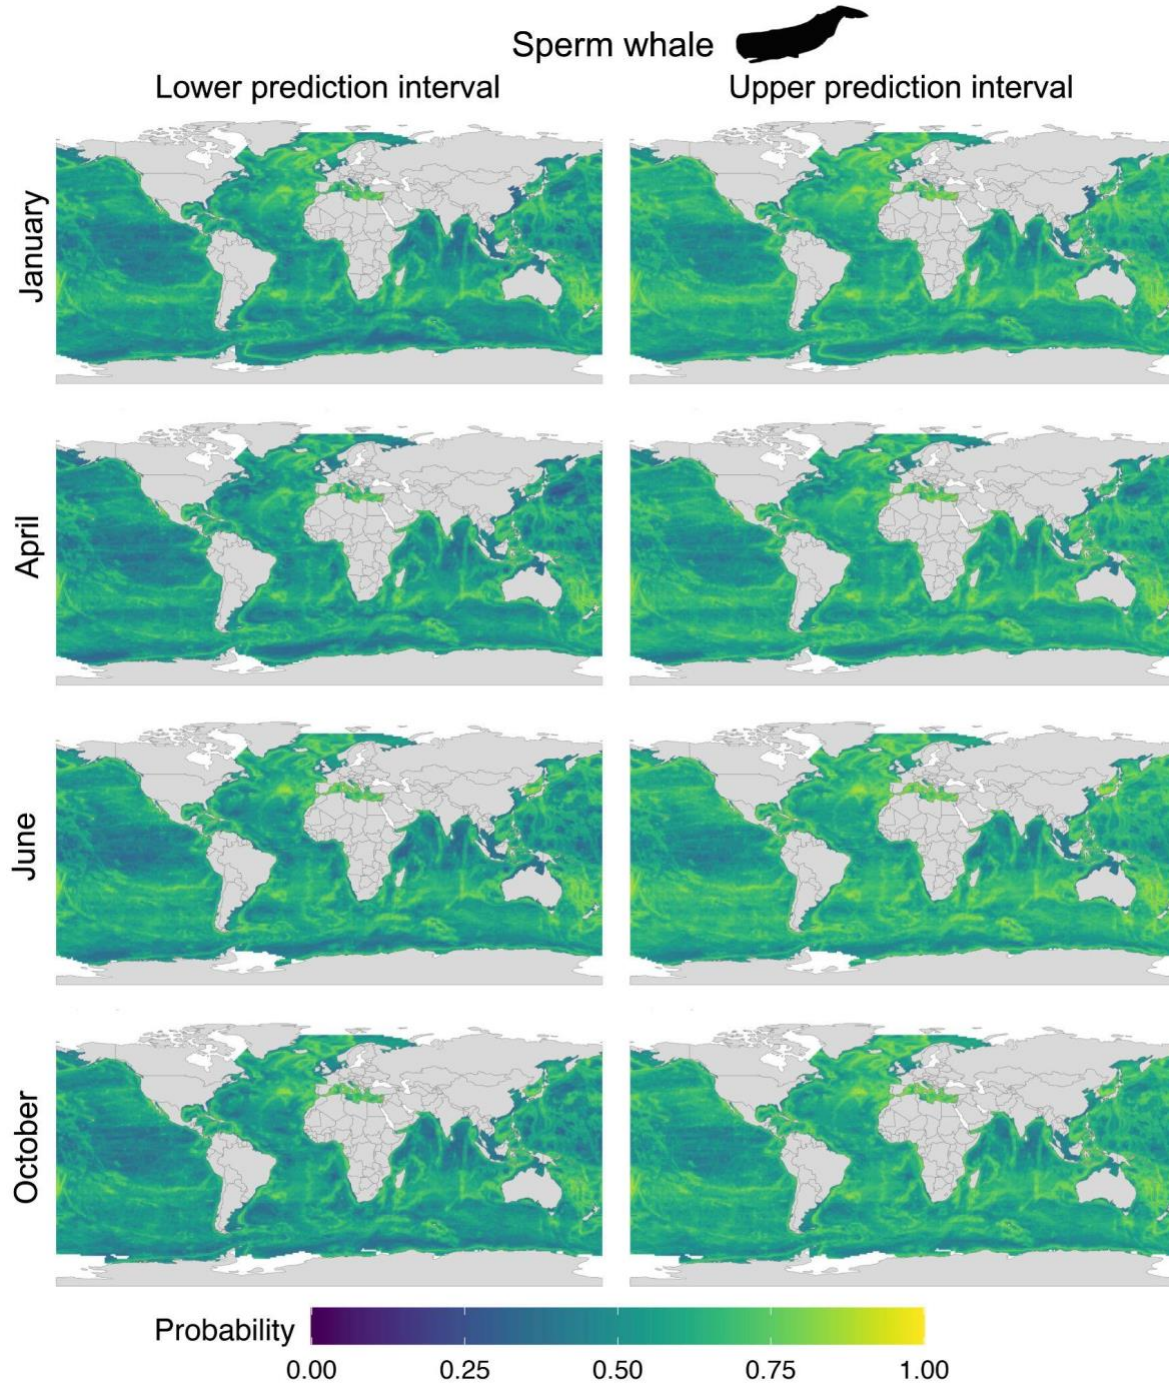 Sperm whale
Lower prediction interval
Upper prediction interval
January
April
June
October
Probability
0.00
0.25
0.50
0.75
1.00